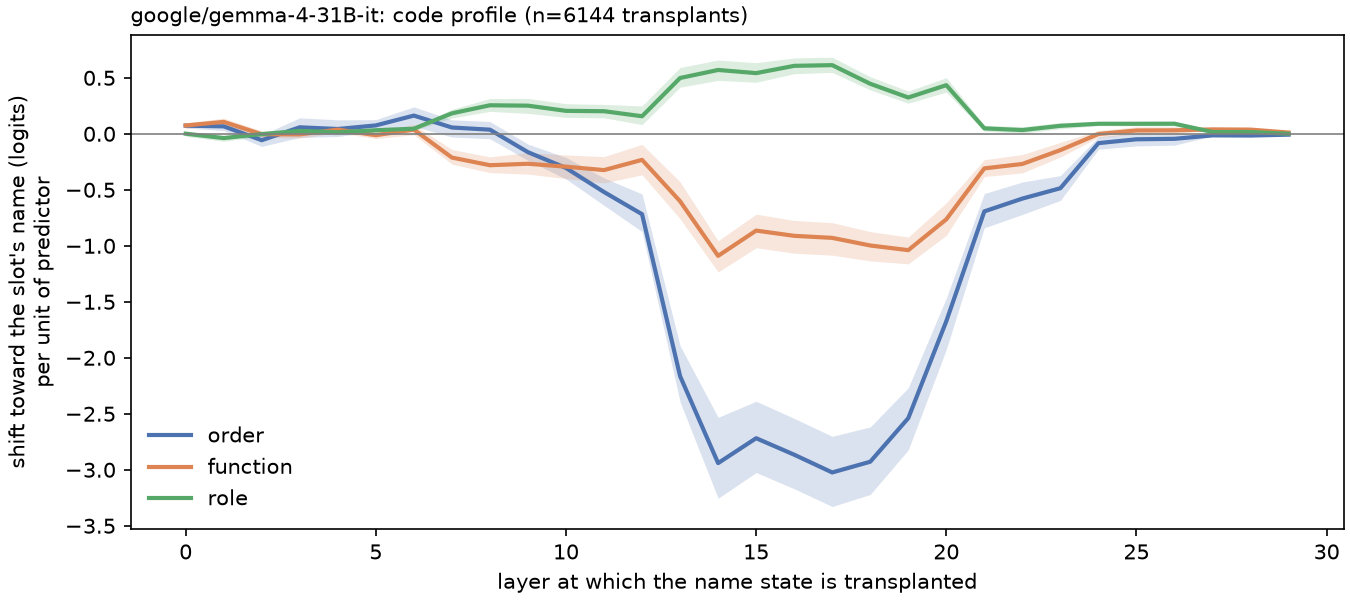 google/gemma-4-31B-it: code profile (n=6144 transplants)
shift toward the slot's name (logits)
per unit of predictor
0.5
0.0
−0.5
−1.0
−1.5
−2.0
−2.5
−3.0
−3.5
order
function
role
0 5 10 15 20 25 30
layer at which the name state is transplanted